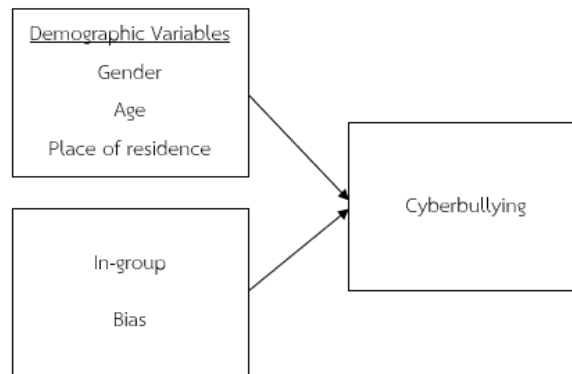 Demographic Variables
Gender
Age
Place of residence
In-group
Bias
Cyberbullying